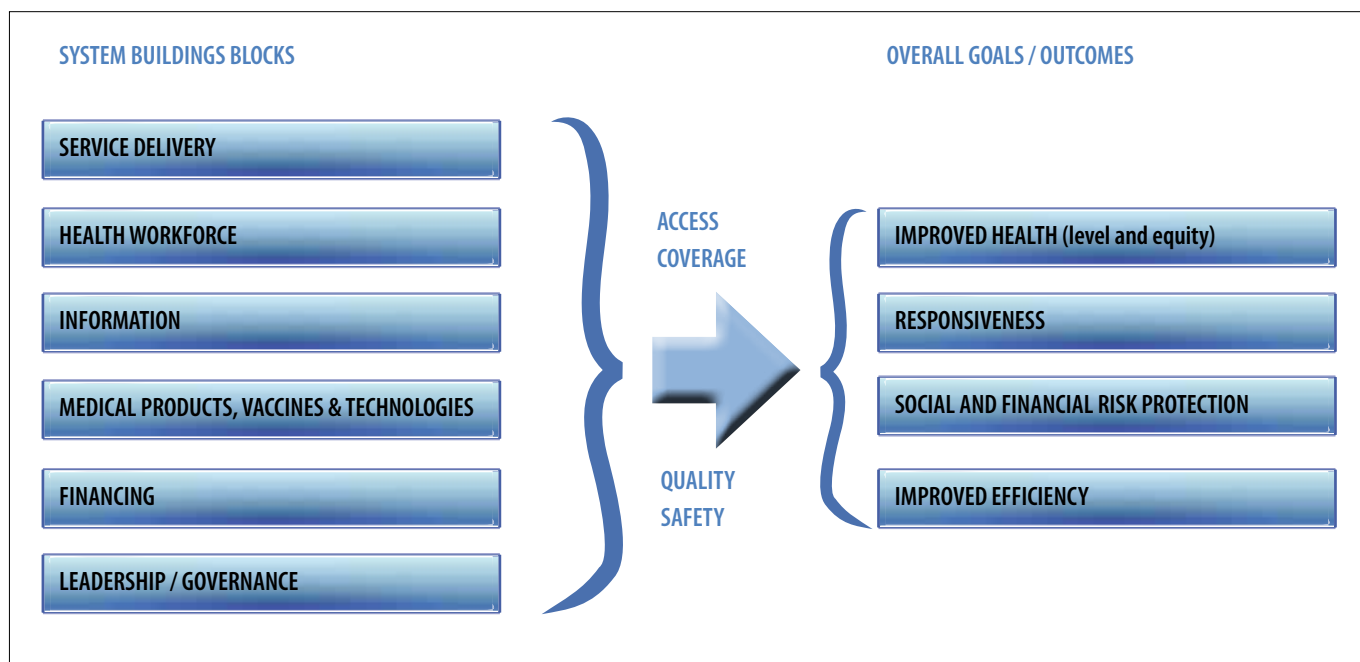 SYSTEM BUILDINGS BLOCKS
SERVICE DELIVERY
HEALTH WORKFORCE
INFORMATION
MEDICAL PRODUCTS, VACCINES & TECHNOLOGIES
FINANCING
LEADERSHIP / GOVERNANCE
ACCESS
COVERAGE
QUALITY
SAFETY
OVERALL GOALS / OUTCOMES
IMPROVED HEALTH (level and equity)
RESPONSIVENESS
SOCIAL AND FINANCIAL RISK PROTECTION
IMPROVED EFFICIENCY